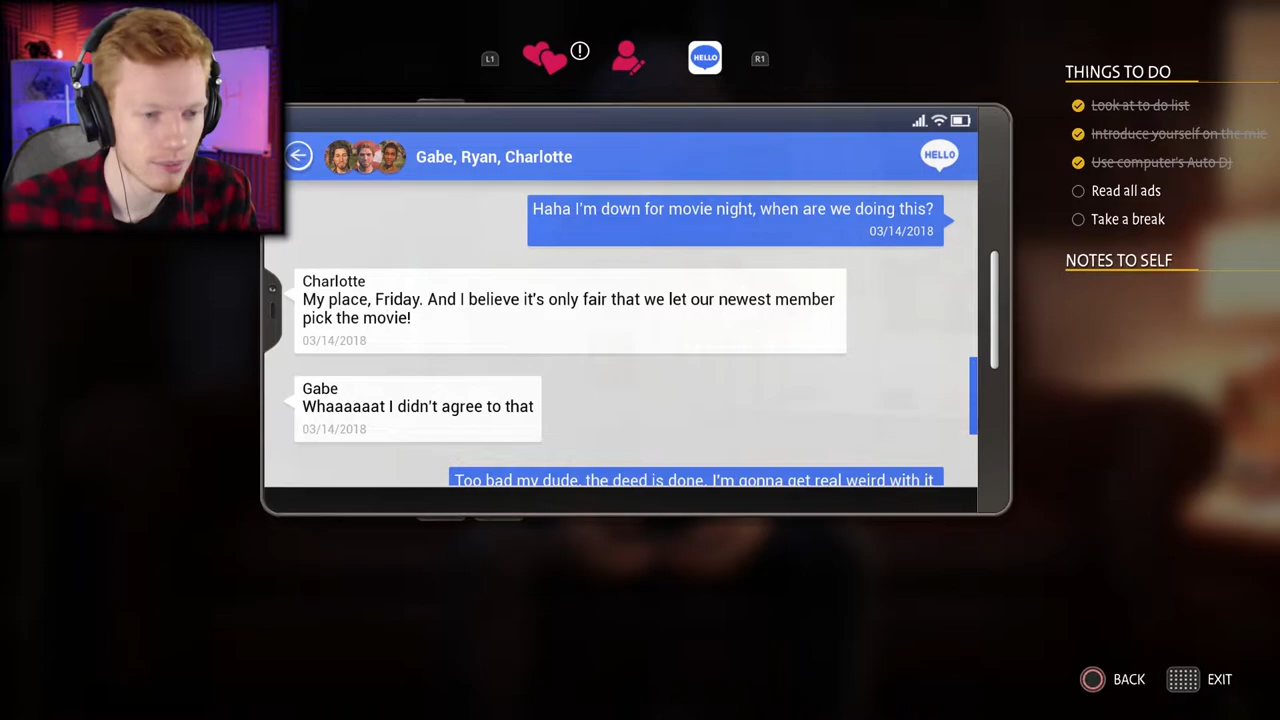 L1
!
HELLO
R1
THINGS TO DO
Look at to do list
Introduce yourself on the mic
Use computer's Auto DJ
Read all ads
Take a break
NOTES TO SELF
Gabe, Ryan, Charlotte
HELLO
Haha I'm down for movie night, when are we doing this?
03/14/2018
Charlotte
My place, Friday. And I believe it's only fair that we let our newest member
pick the movie!
03/14/2018
Gabe
Whaaaaaat I didn't agree to that
03/14/2018
Too bad my dude, the deed is done. I'm gonna get real weird with it
BACK
EXIT